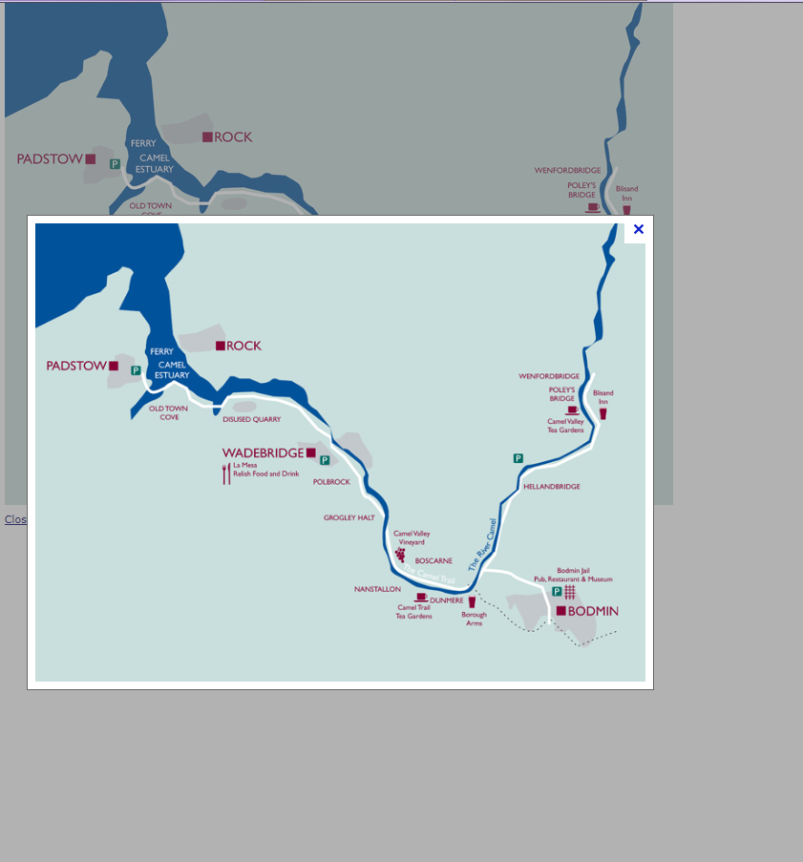 FERRY
ROCK
PADSTOW
P
CAMEL
ESTUARY
OLD TOWN
COVE
WENFORDBRIDGE
POLEY'S
BRIDGE
Blisland
Inn
×
ROCK
FERRY
PADSTOW
P
CAMEL
ESTUARY
OLD TOWN
COVE
DISUSED QUARRY
WENFORDBRIDGE
POLEY'S
BRIDGE
Blisland
Inn
Camel Valley
Tea Gardens
WADEBRIDGE
P
La Mesa
Relish Food and Drink
POLBROCK
P
HELLANDBRIDGE
Clos
GROGLEY HALT
Camel Valley
Vineyard
BOSCARNE
The River Camel
The Camel Trail
NANSTALLON
DUNMERE
Camel Trail
Tea Gardens
Borough
Arms
Bodmin Jail
Pub, Restaurant & Museum
P
BODMIN